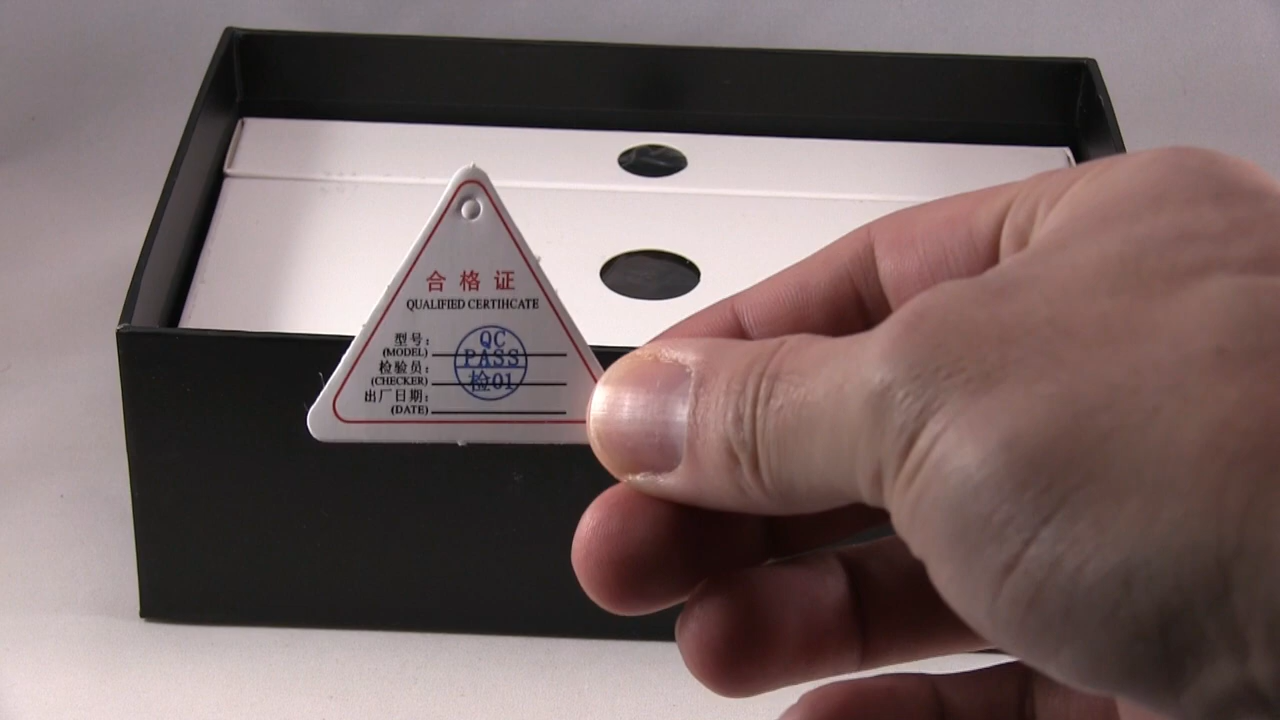 合格证
QUALIFIED CERTIHCATE
型号:
(MODEL)
检验员:
(CHECKER)
出厂日期:
(DATE)
QC
PASS
检01